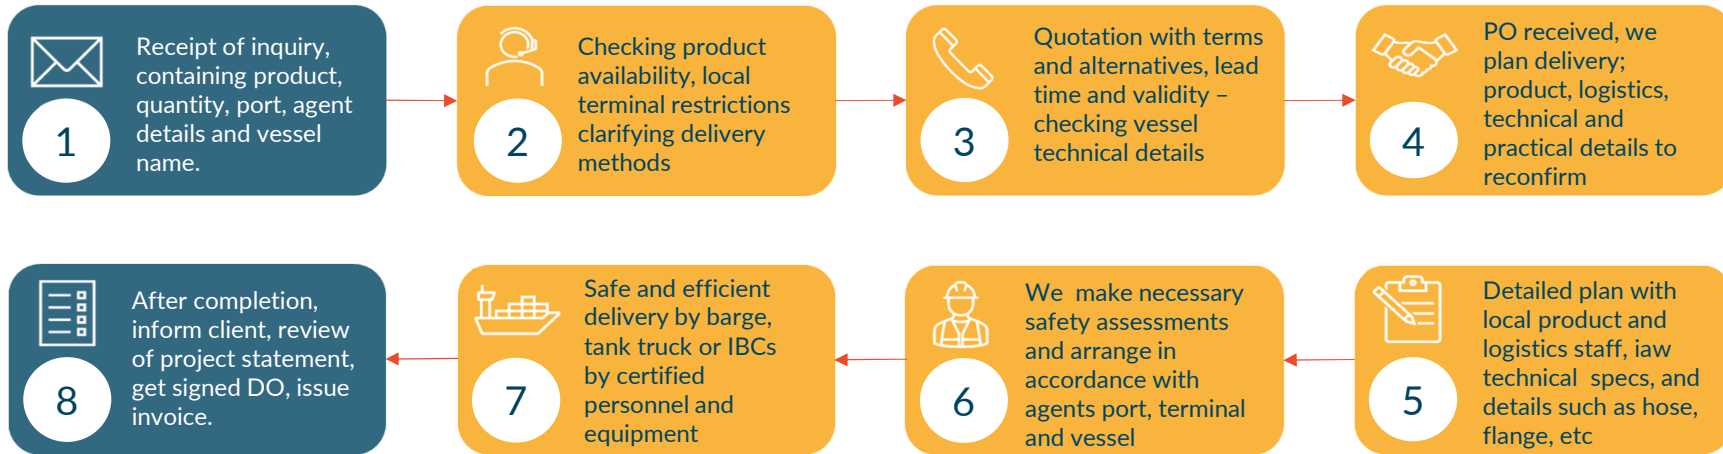 Receipt of inquiry,
containing product,
quantity, port, agent
details and vessel
name.
1
Checking product
availability, local
terminal restrictions
clarifying delivery
methods
2
Quotation with terms
and alternatives, lead
time and validity –
checking vessel
technical details
3
PO received, we
plan delivery;
product, logistics,
technical and
practical details to
reconfirm
4
Detailed plan with
local product and
logistics staff, iaw
technical specs, and
details such as hose,
flange, etc
5
We make necessary
safety assessments
and arrange in
accordance with
agents port, terminal
and vessel
6
Safe and efficient
delivery by barge,
tank truck or IBCs
by certified
personnel and
equipment
7
After completion,
inform client, review
of project statement,
get signed DO, issue
invoice.
8